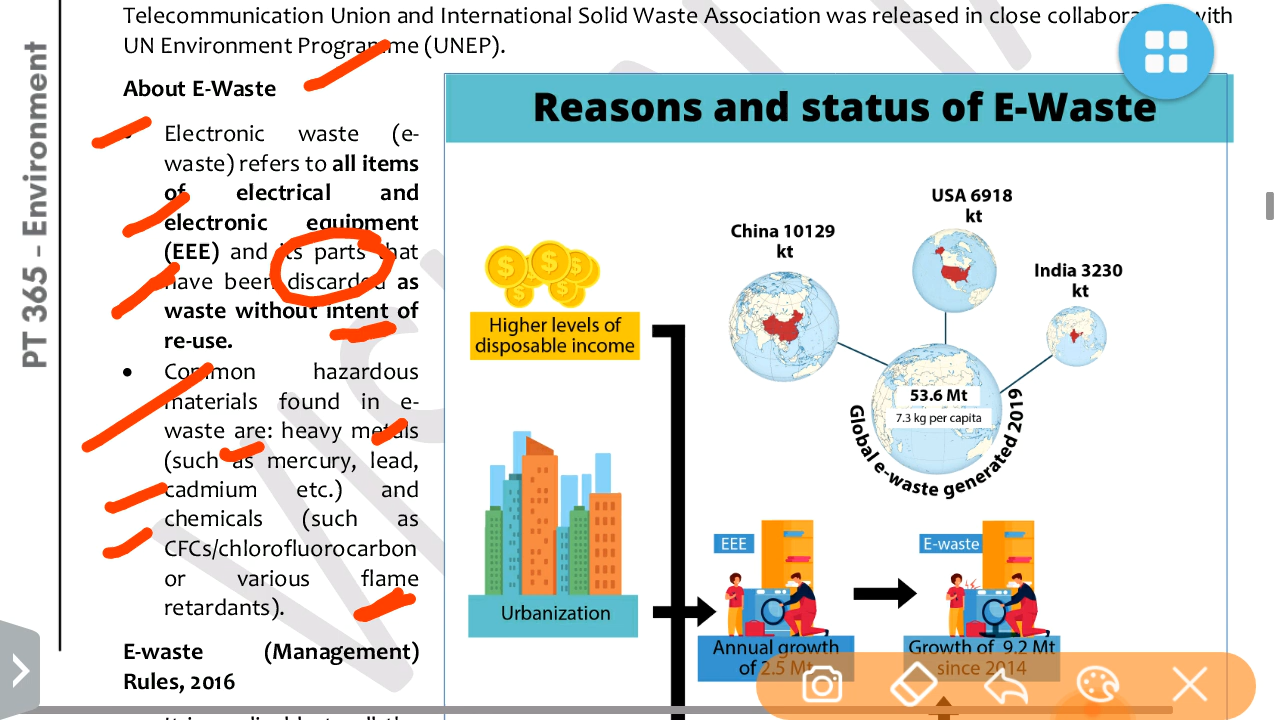 Telecommunication Union and International Solid Waste Association was released in close with
UN Environment Programme (UNEP).
PT 365 - Environment
About E-Waste
• Electronic waste (e-
waste) refers to all items
of electrical and
electronic equipment
(EEE) and its parts that
have been discarded as
waste without intent of
re-use.
• Common hazardous
materials found in e-
waste are: heavy metals
(such as mercury, lead,
cadmium etc.) and
chemicals (such as
CFCs/chlorofluorocarbon
or various flame
retardants).
E-waste (Management)
Rules, 2016
Reasons and status of E-Waste
Higher levels of
disposable income
Urbanization
China 10129
kt
USA 6918
kt
India 3230
kt
53.6 Mt
7.3 kg per capita
Global e-waste generated 2019
EEE
Annual growth
of 2.5 Mt
E-waste
Growth of 9.2 Mt
since 2014